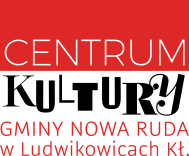 CENTRUM
KULTURY
GMINY NOWA RUDA
w Ludwikowicach Kł.